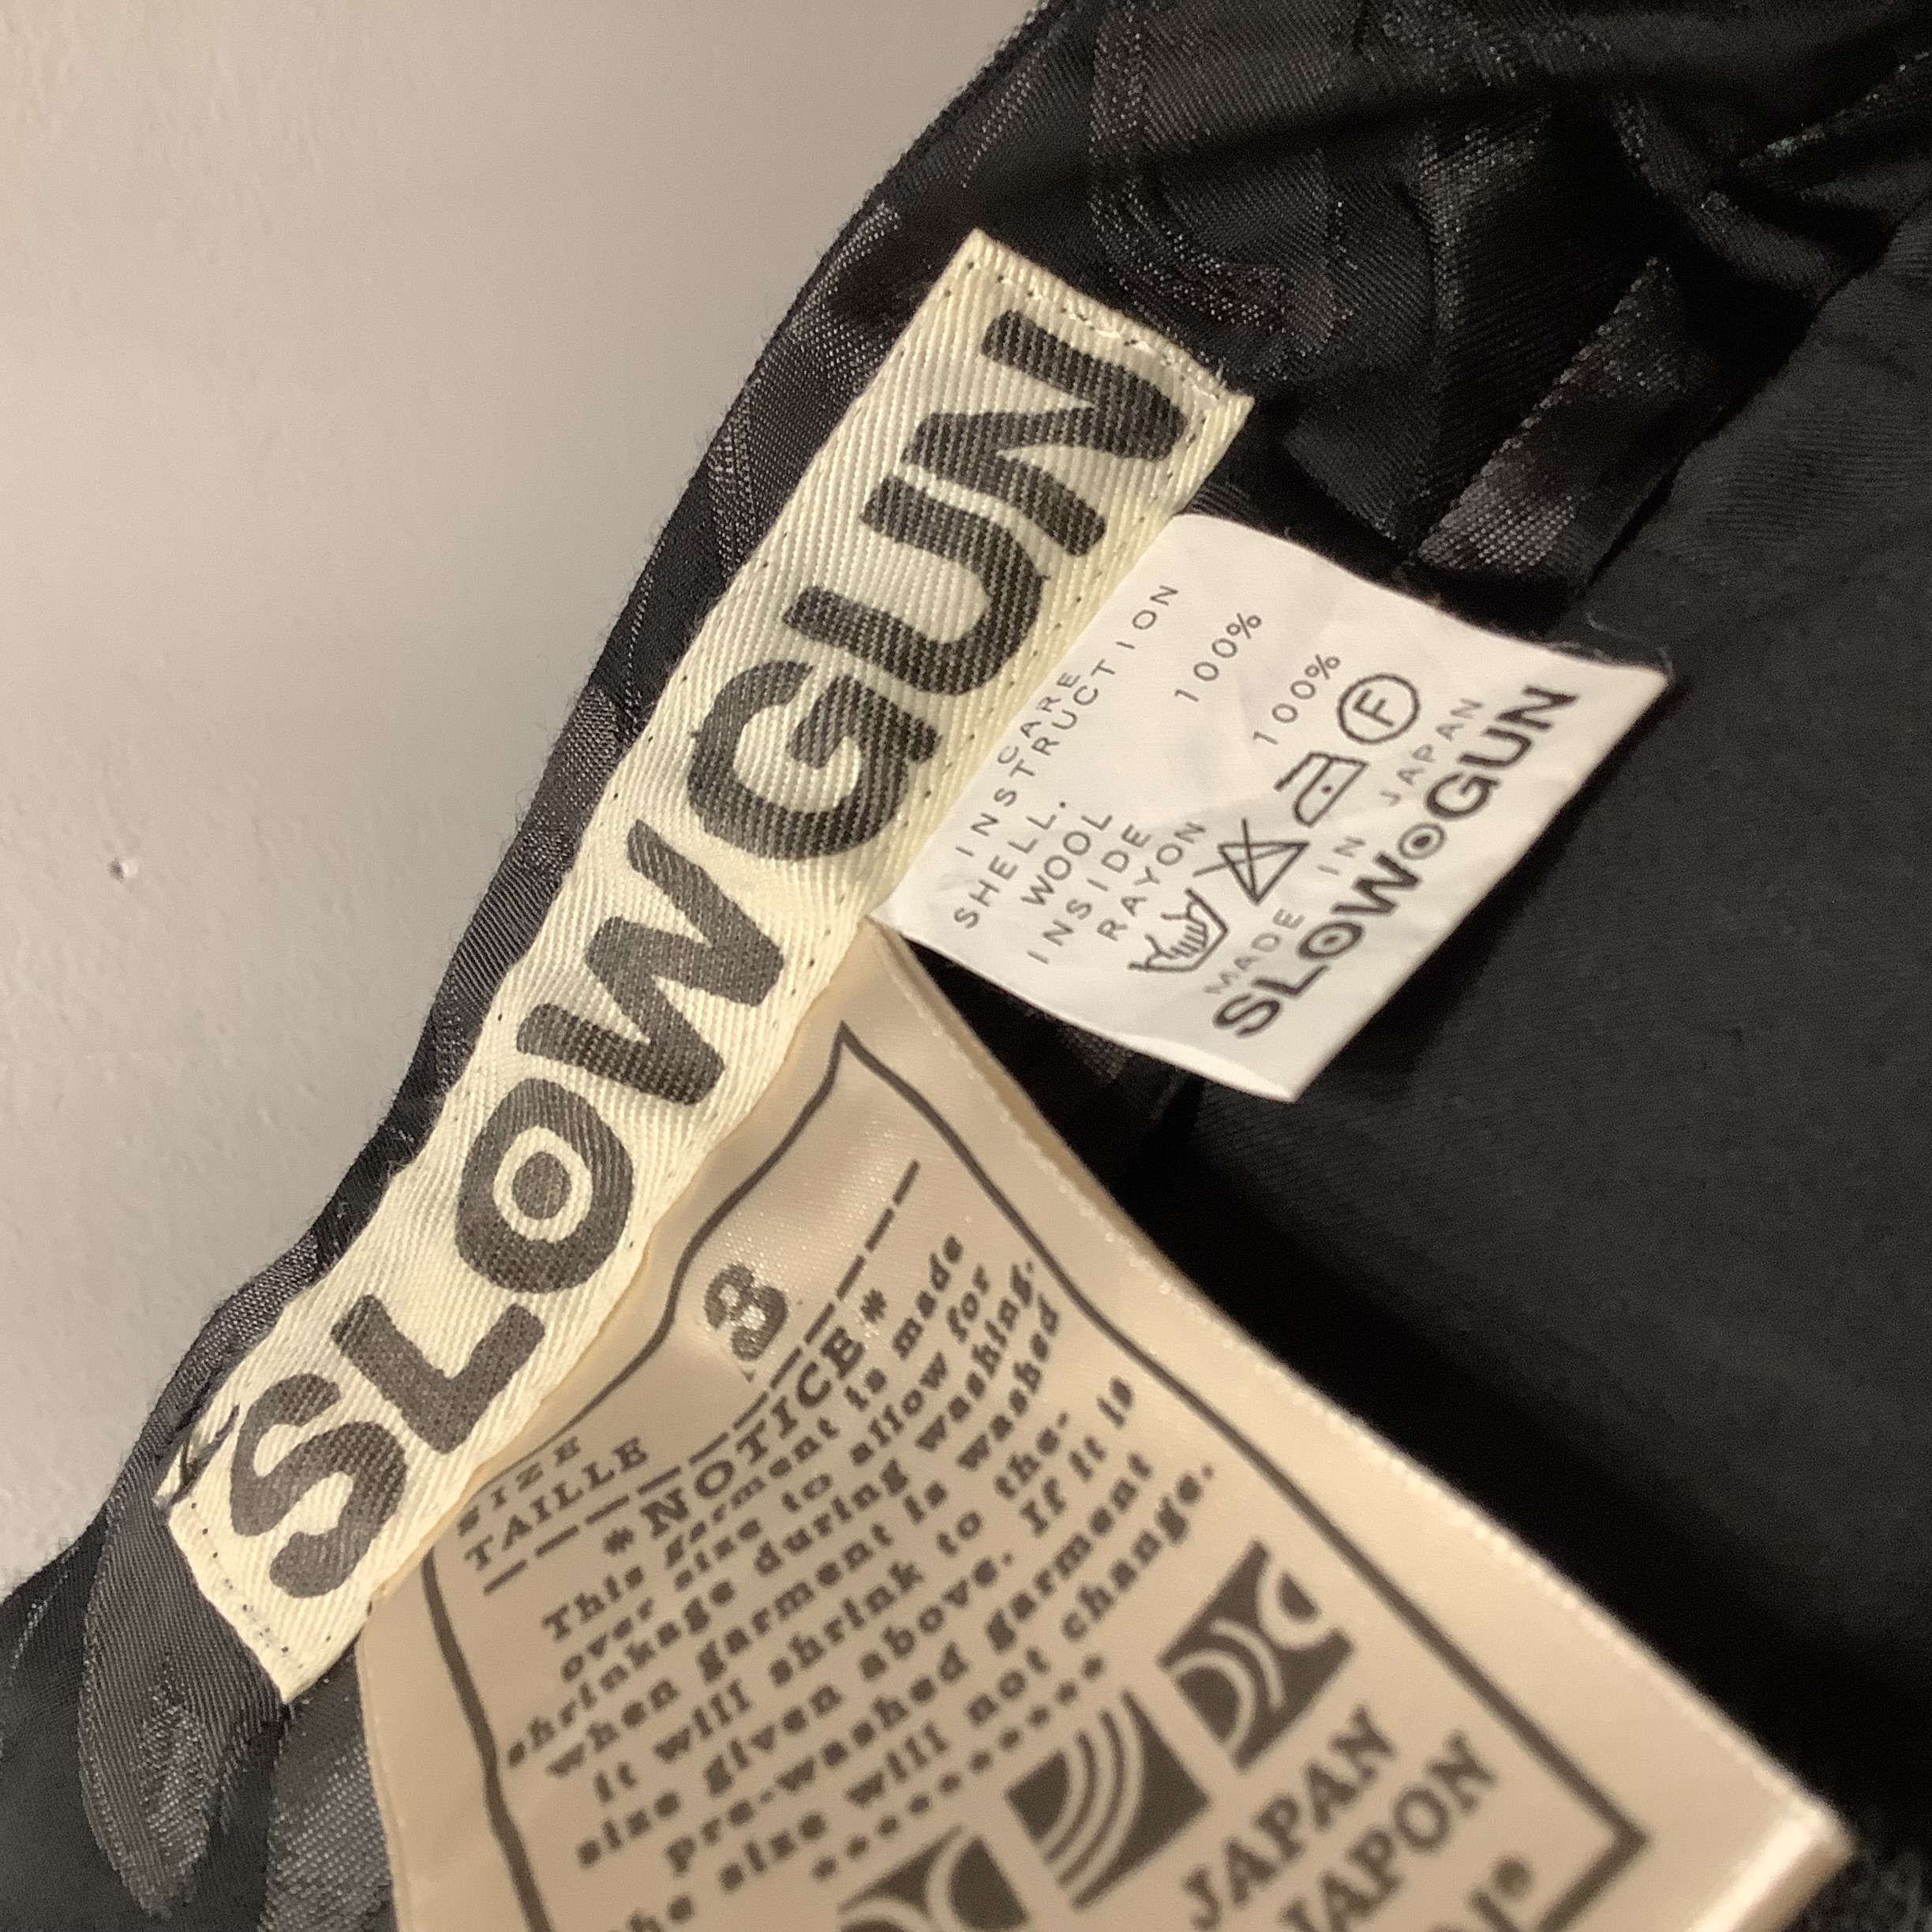 SLOWGUN
CARE
INSTRUCTION
SHELL.
WOOL 100%
INSIDE
RAYON 100%
F
MADE IN JAPAN
SLOWGUN
SIZE
TAILLE 3
*NOTICE*
This garment is made
over size to allow for
shrinkage during washing.
when garment is washed
it will shrink to the-
size given above. If it is
pre-washed garment
the size will not change.
**********
JAPAN
JAPON